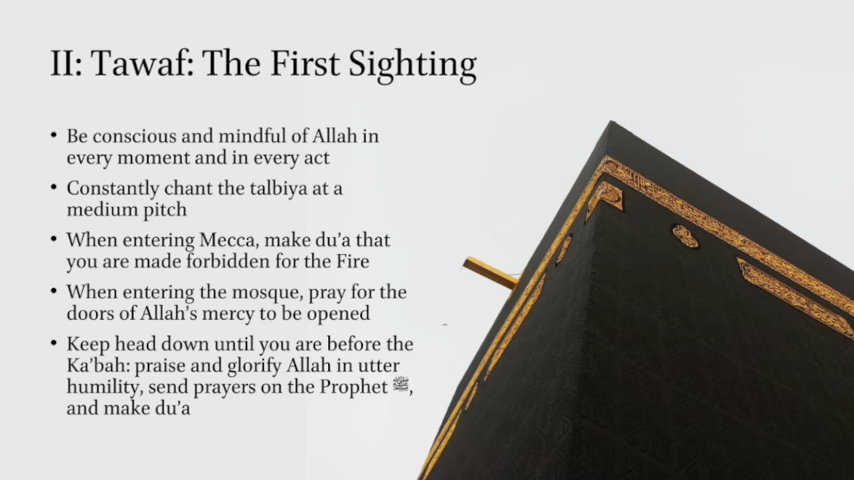 II: Tawaf: The First Sighting
• Be conscious and mindful of Allah in
every moment and in every act
• Constantly chant the talbiya at a
medium pitch
• When entering Mecca, make du’a that
you are made forbidden for the Fire
• When entering the mosque, pray for the
doors of Allah’s mercy to be opened
• Keep head down until you are before the
Ka’bah: praise and glorify Allah in utter
humility, send prayers on the Prophet ﷺ,
and make du’a